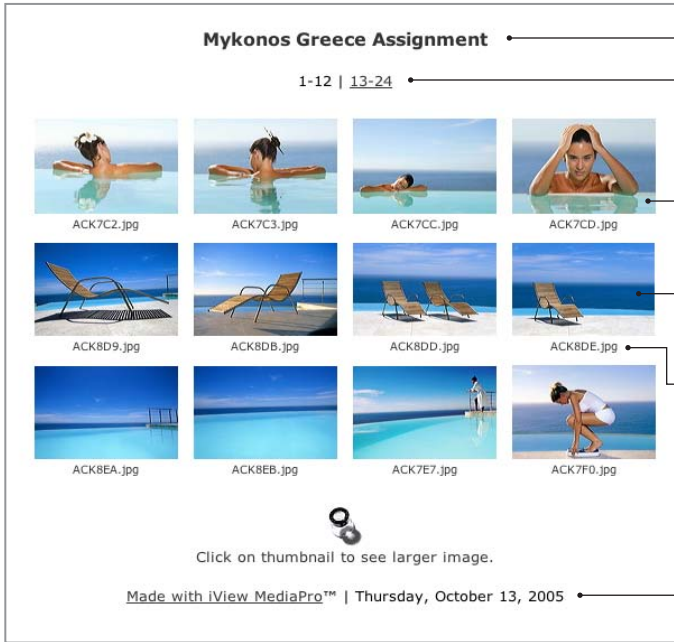 Mykonos Greece Assignment
1-12 | 13-24
ACK7C2.jpg
ACK7C3.jpg
ACK7CC.jpg
ACK7CD.jpg
ACK8D9.jpg
ACK8DB.jpg
ACK8DD.jpg
ACK8DE.jpg
ACK8EA.jpg
ACK8EB.jpg
ACK7E7.jpg
ACK7F0.jpg
Click on thumbnail to see larger image.
Made with iView MediaPro™ | Thursday, October 13, 2005